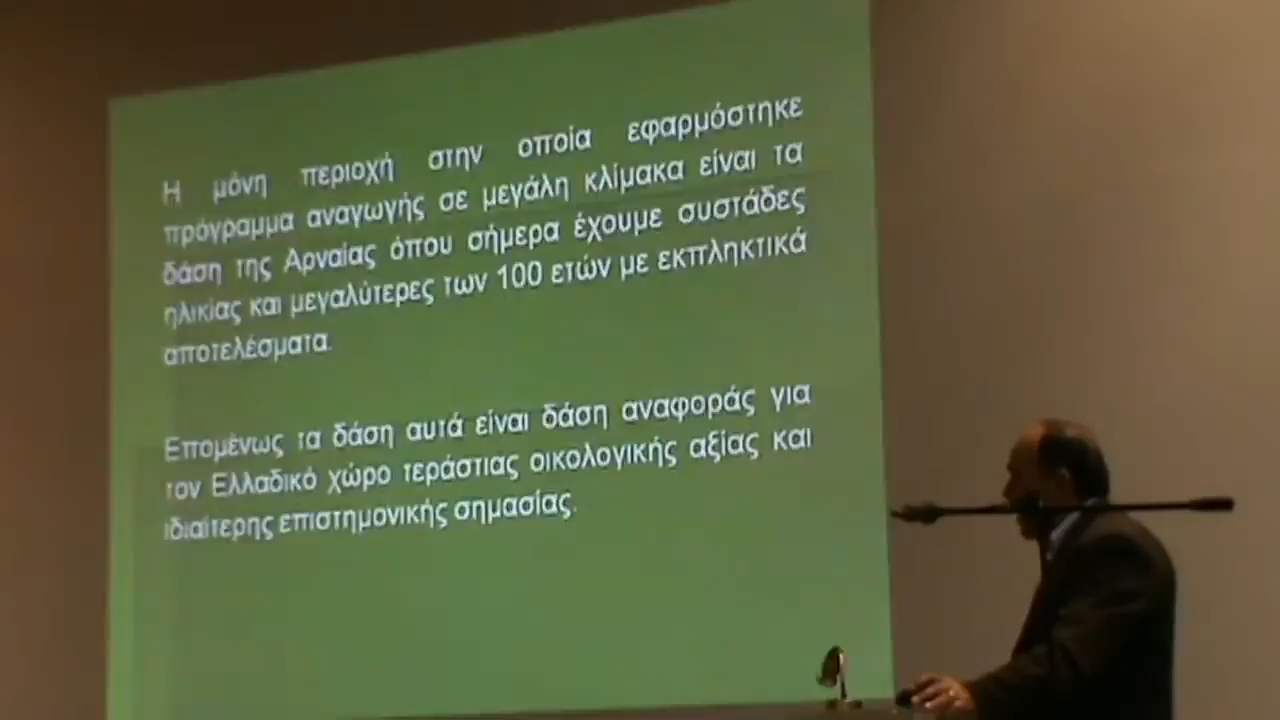 Η μόνη περιοχή στην οποία εφαρμόστηκε
πρόγραμμα αναγωγής σε μεγάλη κλίμακα είναι τα
δάση της Αρναίας όπου σήμερα έχουμε συστάδες
ηλικίας και μεγαλύτερες των 100 ετών με εκπληκτικά
αποτελέσματα.
Επομένως τα δάση αυτά είναι δάση αναφοράς για
τον Ελλαδικό χώρο τεράστιας οικολογικής αξίας και
ιδιαίτερης επιστημονικής σημασίας.